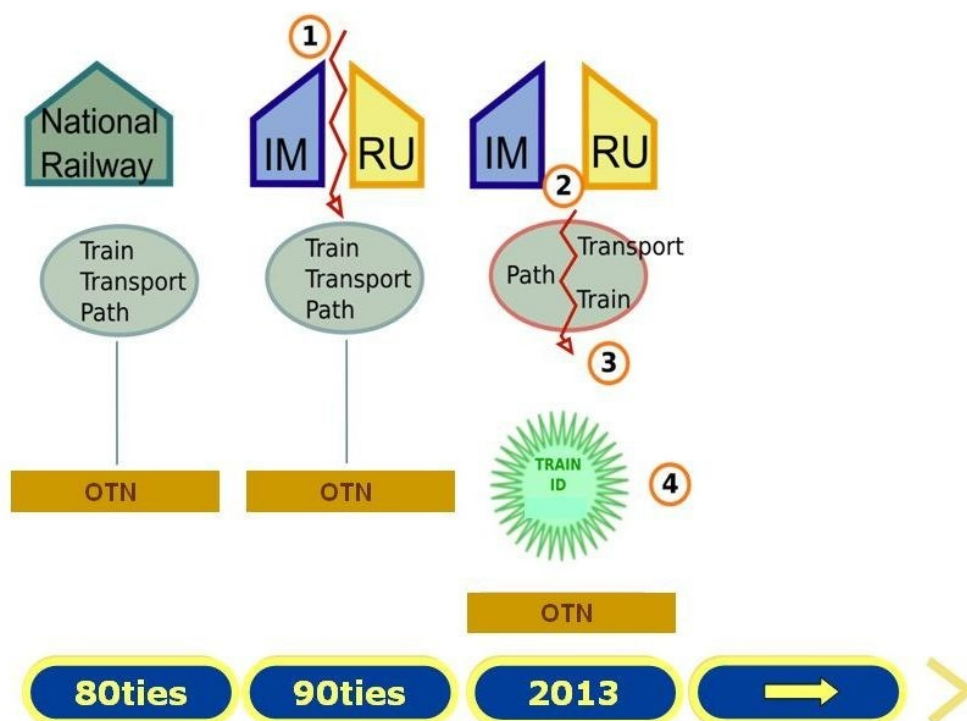 1
National
Railway
IM
RU
IM
RU
2
Train
Transport
Path
Train
Transport
Path
Transport
Path
Train
3
TRAIN
ID
4
OTN
OTN
OTN
80ties
90ties
2013